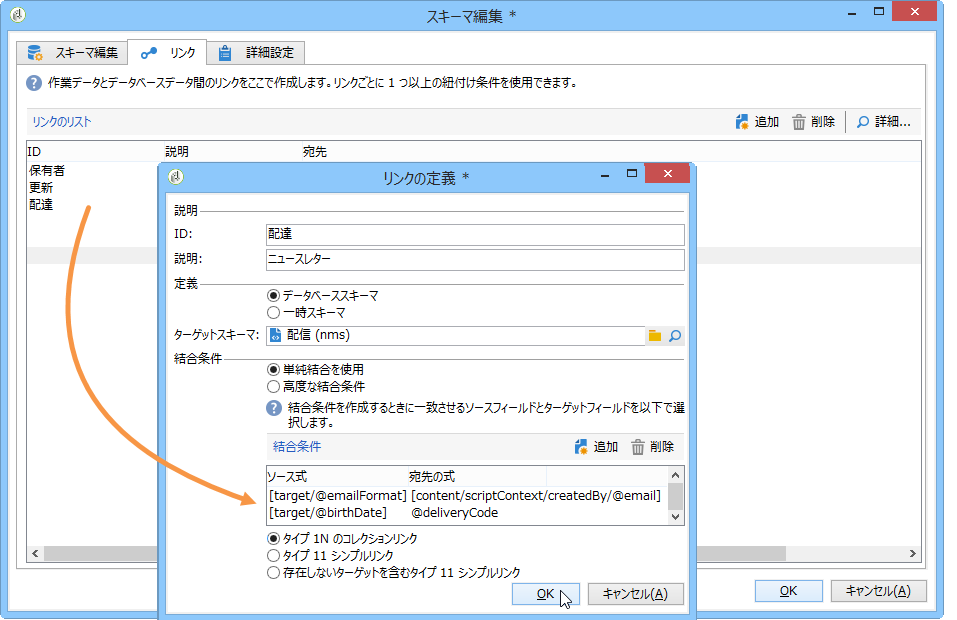 スキーマ編集 *
スキーマ編集 リンク 詳細設定
作業データとデータベースデータ間のリンクをここで作成します。リンクごとに 1 つ以上の紐付け条件を使用できます。
リンクのリスト 追加 削除 詳細...
ID 説明 宛先
保有者
更新
配達
リンクの定義 *
説明
ID: 配達
説明: ニュースレター
定義
データベーススキーマ
一時スキーマ
ターゲットスキーマ: 配信 (nms)
結合条件
単純結合を使用
高度な結合条件
結合条件を作成するときに一致させるソースフィールドとターゲットフィールドを以下で選
択します。
結合条件 追加 削除
ソース式 宛先の式
[target/@emailFormat] [content/scriptContext/createdBy/@email]
[target/@birthDate] @deliveryCode
タイプ 1N のコレクションリンク
タイプ 11 シンプルリンク
存在しないターゲットを含むタイプ 11 シンプルリンク
OK キャンセル(A)
OK キャンセル(A)